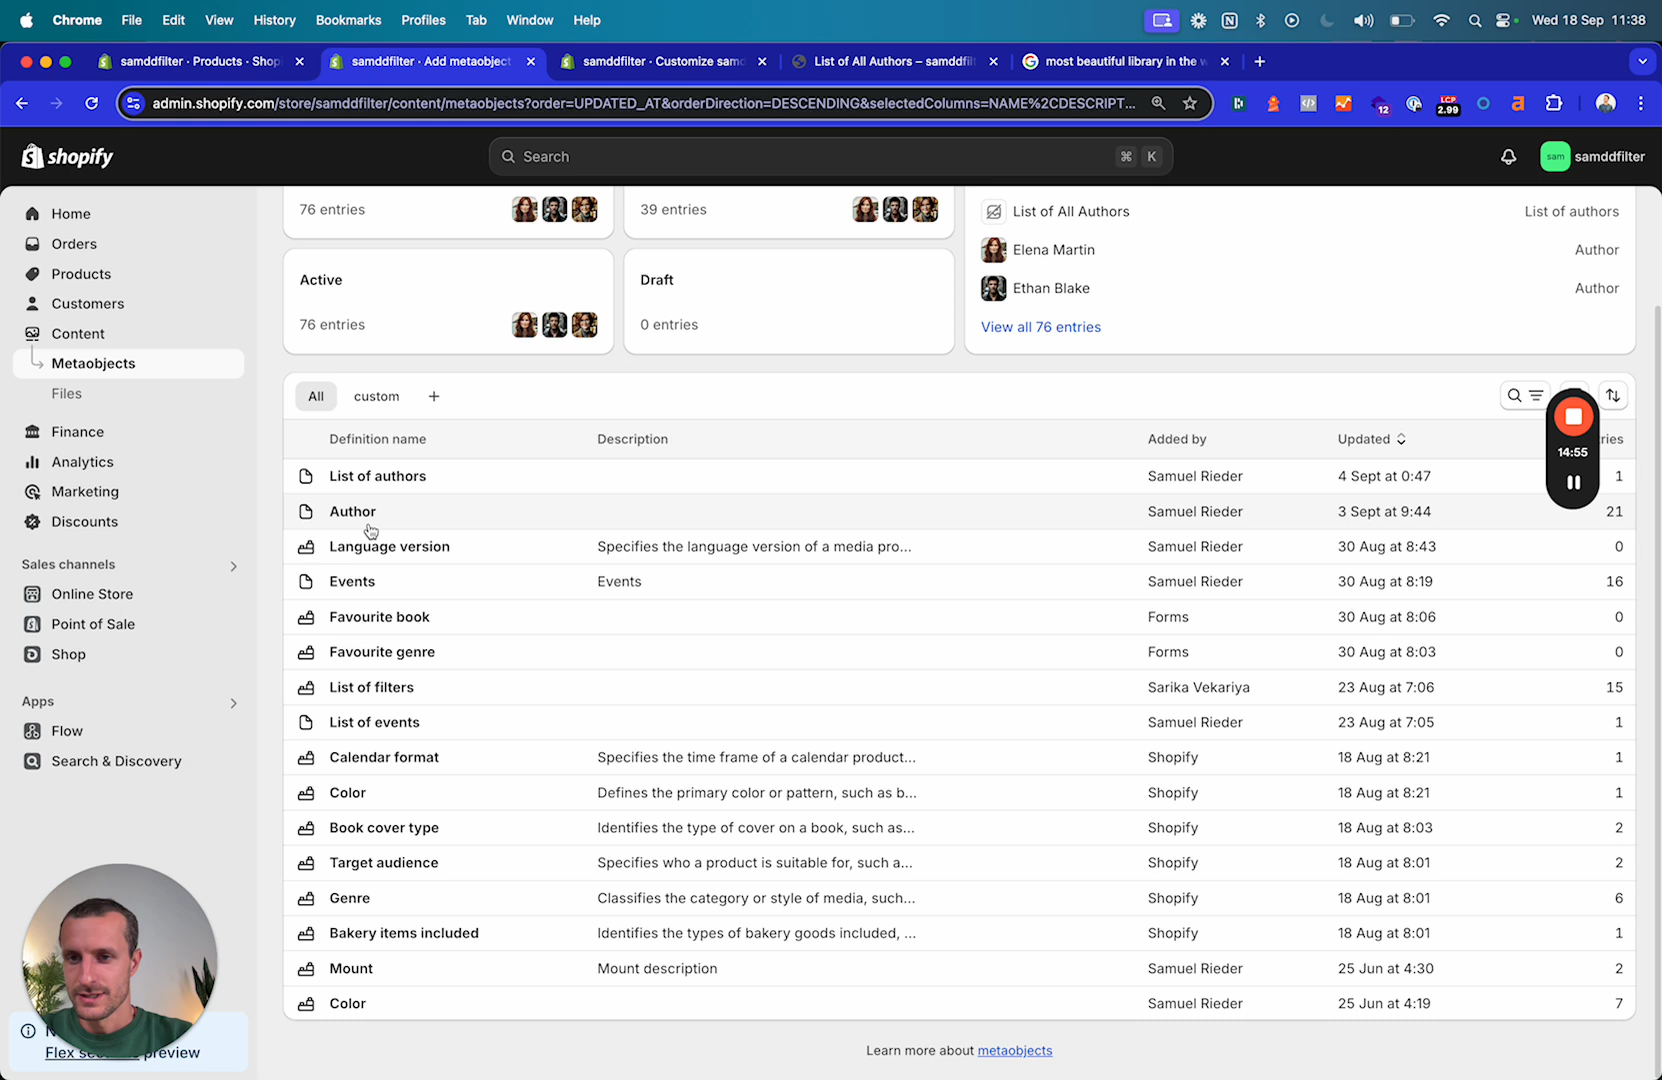 Chrome File Edit View History Bookmarks Profiles Tab Window Help Wed 18 Sep 11:38
samddfilter · Products · Shop samddfilter · Add metaobject samddfilter · Customize sam List of All Authors – samddfil most beautiful library in the w
admin.shopify.com/store/samddfilter/content/metaobjects?order=UPDATED_AT&orderDirection=DESCENDING&selectedColumns=NAME%2CDESCRIPT... 12 LCP 2.99
shopify Search ⌘ K sam samddfilter
Home
Orders
Products
Customers
Content
Metaobjects
Files
Finance
Analytics
Marketing
Discounts
Sales channels
Online Store
Point of Sale
Shop
Apps
Flow
Search & Discovery
Flex se preview
76 entries
39 entries
Active
76 entries
Draft
0 entries
List of All Authors List of authors
Elena Martin Author
Ethan Blake Author
View all 76 entries
All custom +
Definition name Description Added by Updated ries
List of authors Samuel Rieder 4 Sept at 0:47 1
Author Samuel Rieder 3 Sept at 9:44 21
Language version Specifies the language version of a media pro... Samuel Rieder 30 Aug at 8:43 0
Events Events Samuel Rieder 30 Aug at 8:19 16
Favourite book Forms 30 Aug at 8:06 0
Favourite genre Forms 30 Aug at 8:03 0
List of filters Sarika Vekariya 23 Aug at 7:06 15
List of events Samuel Rieder 23 Aug at 7:05 1
Calendar format Specifies the time frame of a calendar product... Shopify 18 Aug at 8:21 1
Color Defines the primary color or pattern, such as b... Shopify 18 Aug at 8:21 1
Book cover type Identifies the type of cover on a book, such as... Shopify 18 Aug at 8:03 2
Target audience Specifies who a product is suitable for, such a... Shopify 18 Aug at 8:01 2
Genre Classifies the category or style of media, such... Shopify 18 Aug at 8:01 6
Bakery items included Identifies the types of bakery goods included, ... Shopify 18 Aug at 8:01 1
Mount Mount description Samuel Rieder 25 Jun at 4:30 2
Color Samuel Rieder 25 Jun at 4:19 7
Learn more about metaobjects
14:55